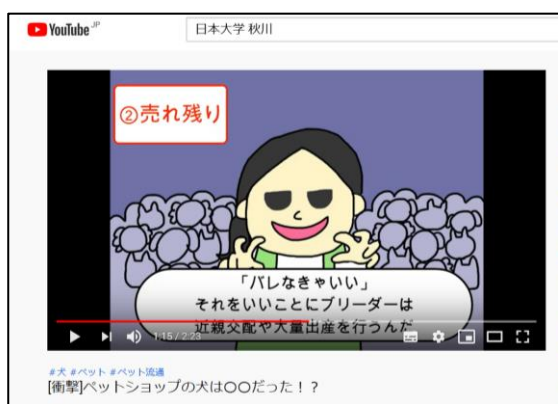 YouTube JP
日本大学 秋川
②売れ残り
「バレなきゃいい」
それをいいことにブリーダーは
近親交配や大量出産を行うんだ
1:15 / 2:23
#犬 #ペット #ペット流通
[衝撃]ペットショップの犬は〇〇だった！？